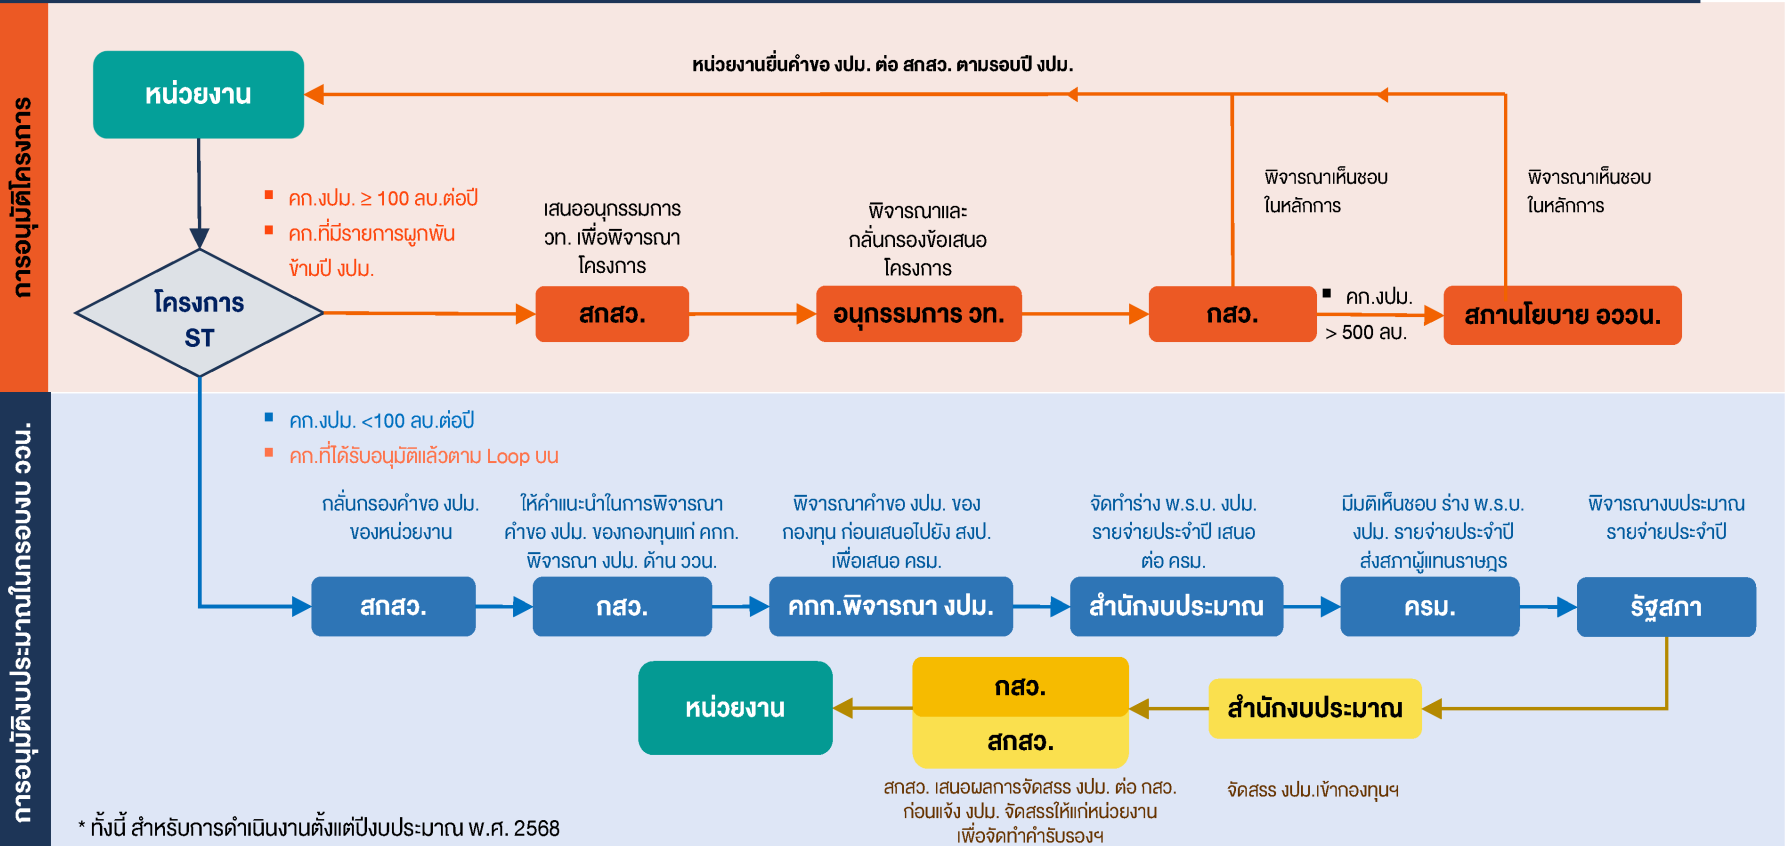 การอนุมัติโครงการ
หน่วยงานยื่นคำขอ งปม. ต่อ สกสว. ตามรอบปี งปม.
หน่วยงาน
โครงการ
ST
▪ คก.งปม. ≥ 100 ลบ.ต่อปี
▪ คก.ที่มีรายการผูกพัน
ข้ามปี งปม.
เสนออนุกรรมการ
วท. เพื่อพิจารณา
โครงการ
สกสว.
พิจารณาและ
กลั่นกรองข้อเสนอ
โครงการ
อนุกรรมการ วท.
พิจารณาเห็นชอบ
ในหลักการ
กสว.
▪ คก.งปม.
> 500 ลบ.
พิจารณาเห็นชอบ
ในหลักการ
สภานโยบาย อววน.
การอนุมัติงบประมาณในกรอบงบ ววน.
▪ คก.งปม. <100 ลบ.ต่อปี
▪ คก.ที่ได้รับอนุมัติแล้วตาม Loop บน
กลั่นกรองคำขอ งปม.
ของหน่วยงาน
สกสว.
ให้คำแนะนำในการพิจารณา
คำขอ งปม. ของกองทุนแก่ คกก.
พิจารณา งปม. ด้าน ววน.
กสว.
พิจารณาคำขอ งปม. ของ
กองทุน ก่อนเสนอไปยัง สงป.
เพื่อเสนอ ครม.
คกก.พิจารณา งปม.
จัดทำร่าง พ.ร.บ. งปม.
รายจ่ายประจำปี เสนอ
ต่อ ครม.
สำนักงบประมาณ
มีมติเห็นชอบ ร่าง พ.ร.บ.
งปม. รายจ่ายประจำปี
ส่งสภาผู้แทนราษฎร
ครม.
พิจารณางบประมาณ
รายจ่ายประจำปี
รัฐสภา
หน่วยงาน
กสว.
สกสว.
สกสว. เสนอผลการจัดสรร งปม. ต่อ กสว.
ก่อนแจ้ง งปม. จัดสรรให้แก่หน่วยงาน
เพื่อจัดทำคำรับรองฯ
สำนักงบประมาณ
จัดสรร งปม.เข้ากองทุนฯ
* ทั้งนี้ สำหรับการดำเนินงานตั้งแต่ปีงบประมาณ พ.ศ. 2568